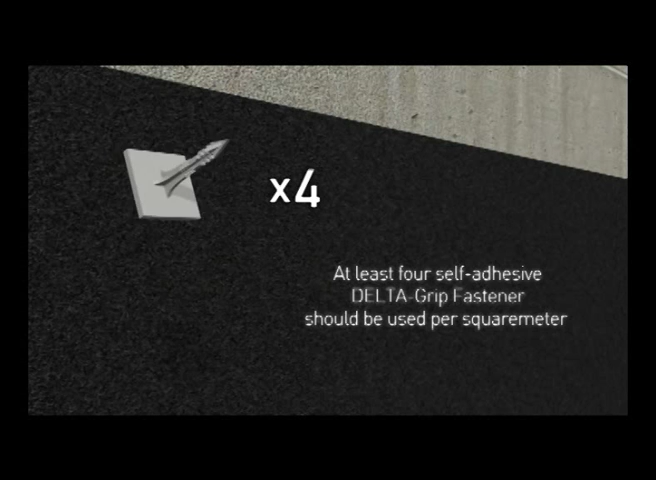 x4
At least four self-adhesive
DELTA-Grip Fastener
should be used per squaremeter